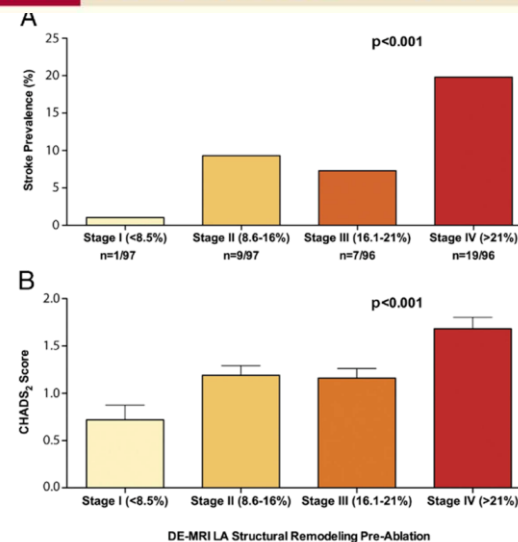 A
p<0.001
Stroke Prevalence (%)
25
20
15
10
5
0
Stage I (<8.5%) Stage II (8.6-16%) Stage III (16.1-21%) Stage IV (>21%)
n=1/97 n=9/97 n=7/96 n=19/96
B
p<0.001
CHADS2 Score
2.0
1.5
1.0
0.5
0.0
Stage I (<8.5%) Stage II (8.6-16%) Stage III (16.1-21%) Stage IV (>21%)
DE-MRI LA Structural Remodeling Pre-Ablation